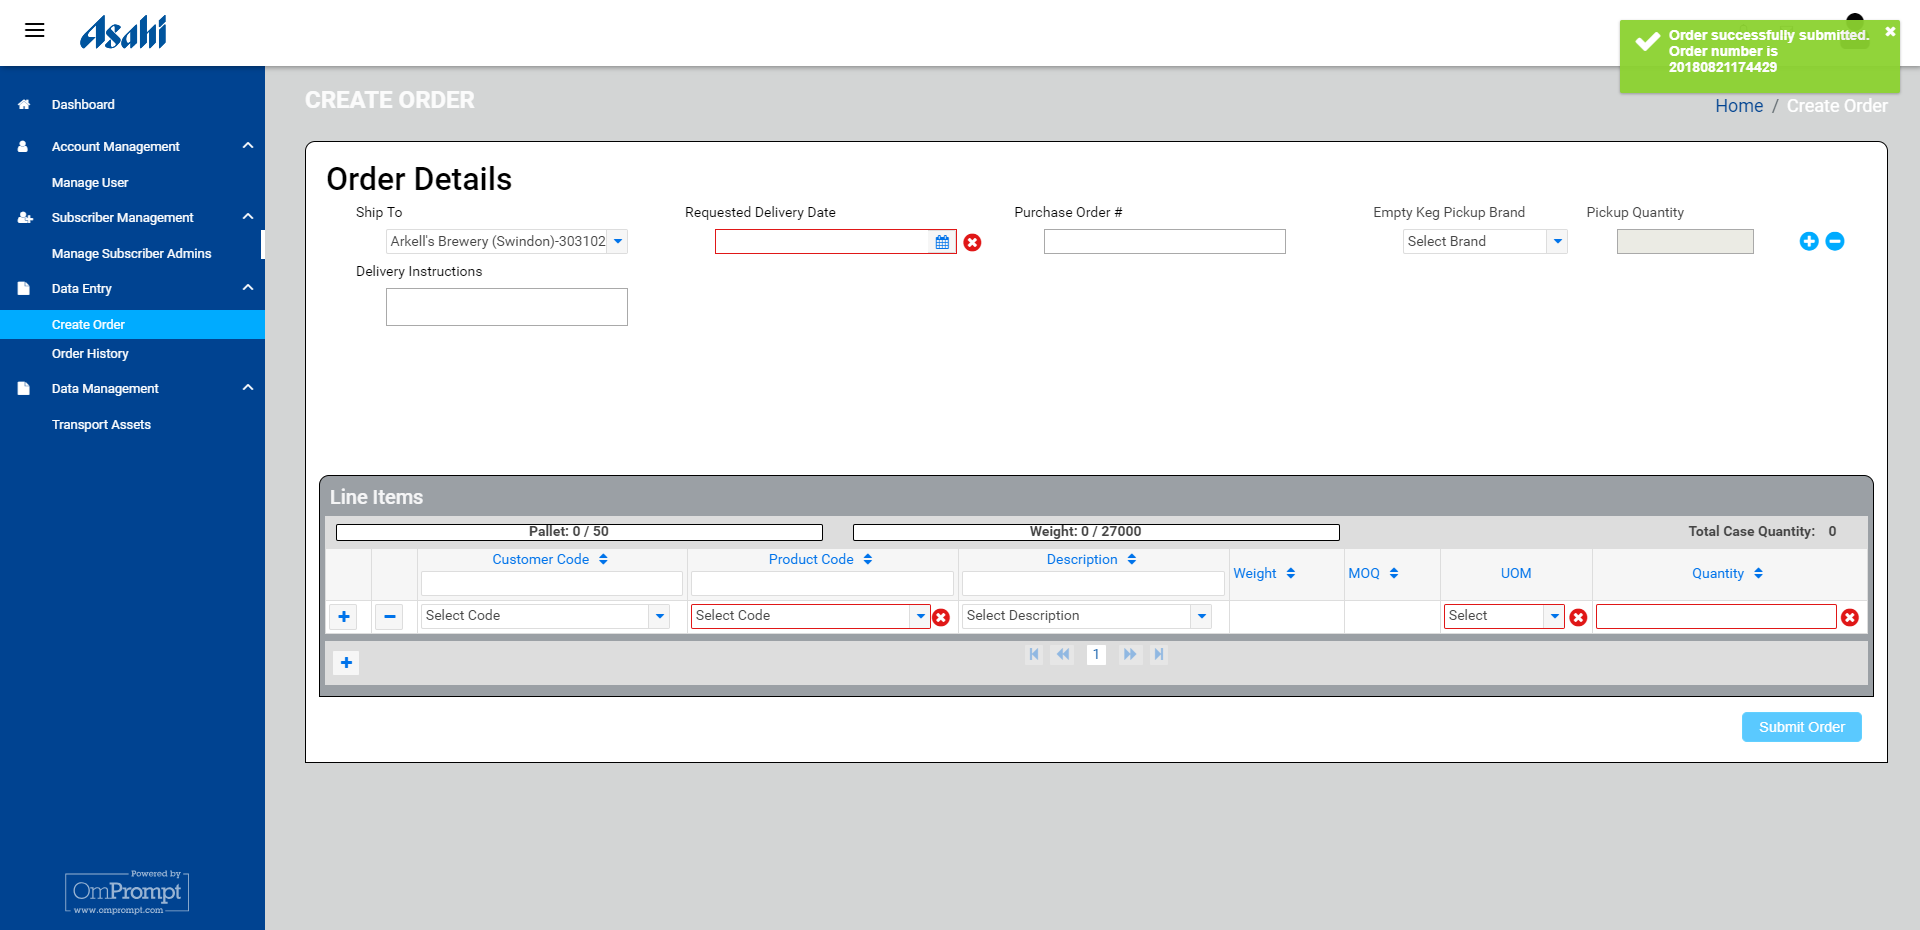 Asahi
Order successfully submitted.
Order number is
20180821174429
Dashboard
Account Management
Manage User
Subscriber Management
Manage Subscriber Admins
Data Entry
Create Order
Order History
Data Management
Transport Assets
Powered by
OmPrompt
www.omprompt.com
CREATE ORDER
Home / Create Order
Order Details
Ship To
Requested Delivery Date
Purchase Order #
Empty Keg Pickup Brand
Pickup Quantity
Arkell's Brewery (Swindon)-303102
Select Brand
Delivery Instructions
Line Items
Pallet: 0 / 50
Weight: 0 / 27000
Total Case Quantity: 0
Customer Code
Product Code
Description
Weight
MOQ
UOM
Quantity
Select Code
Select Code
Select Description
Select
1
Submit Order